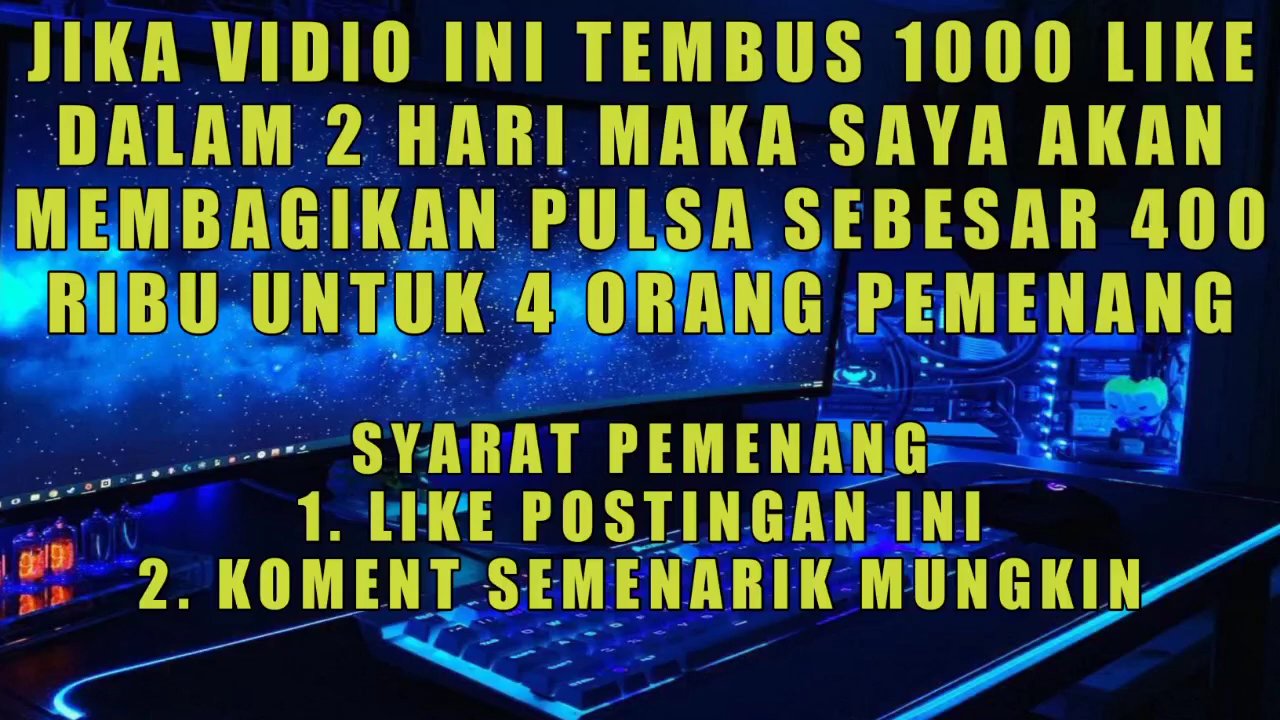 JIKA VIDIO INI TEMBUS 1000 LIKE
DALAM 2 HARI MAKA SAYA AKAN
MEMBAGIKAN PULSA SEBESAR 400
RIBU UNTUK 4 ORANG PEMENANG
SYARAT PEMENANG
1. LIKE POSTINGAN INI
2. KOMENT SEMENARIK MUNGKIN